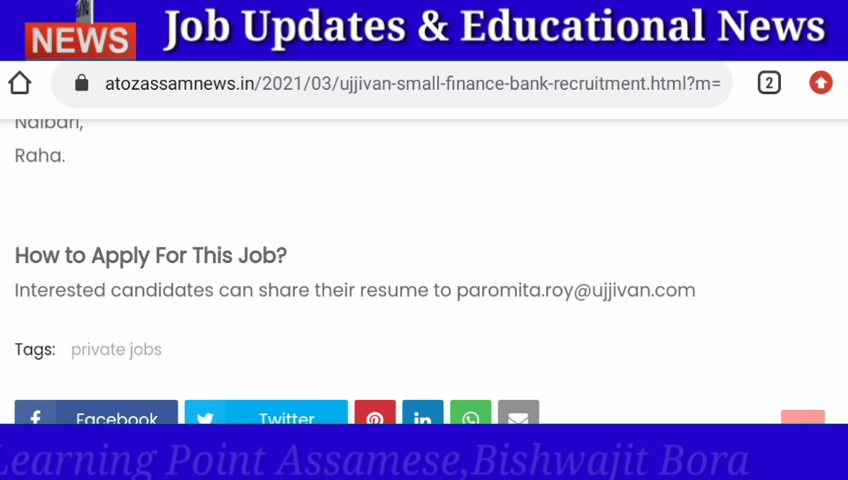 NEWS
Job Updates & Educational News
atozassamnews.in/2021/03/ujjivan-small-finance-bank-recruitment.html?m=
2
Nalbari,
Raha.
How to Apply For This Job?
Interested candidates can share their resume to paromita.roy@ujjivan.com
Tags: private jobs
Facebook Twitter
Learning Point Assamese,Bishwajit Bora